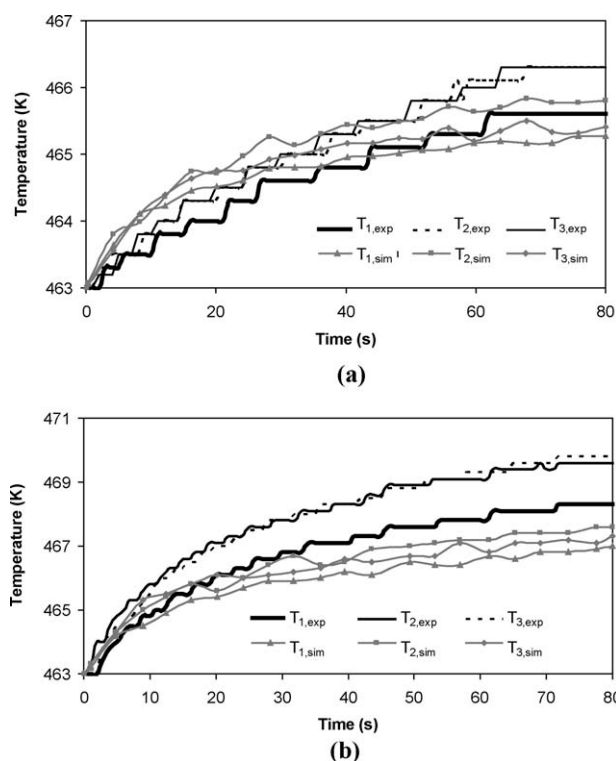 (a)
467
466
465
464
463
Temperature (K)
T1,exp T2,exp T3,exp
T1,sim T2,sim T3,sim
0 20 40 60 80
Time (s)
(a)
471
469
467
465
463
Temperature (K)
T1,exp T2,exp T3,exp
T1,sim T2,sim T3,sim
0 10 20 30 40 50 60 70 80
Time (s)
(b)